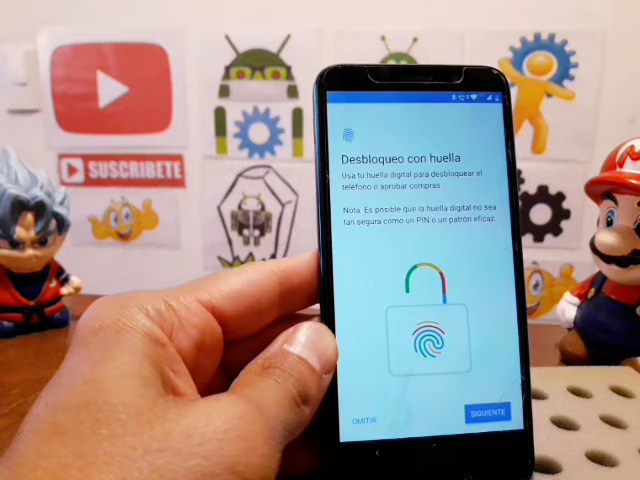 SUSCRIBETE
Desbloqueo con huella
Usa tu huella digital para desbloquear el
teléfono o aprobar compras.
Nota: Es posible que la huella digital no sea
tan segura como un PIN o un patrón eficaz.
OMITIR
SIGUIENTE